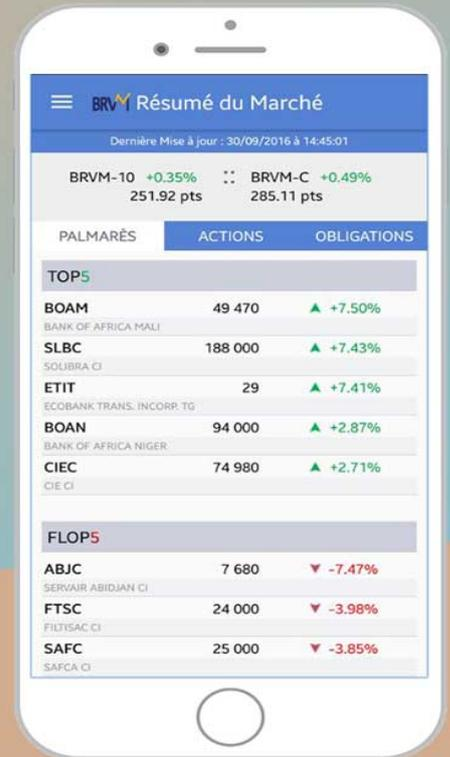 BRVM Résumé du Marché
Dernière Mise à jour : 30/09/2016 à 14:45:01
BRVM-10 +0.35% :: BRVM-C +0.49%
251.92 pts 285.11 pts
PALMARÈS ACTIONS OBLIGATIONS
TOP5
BOAM 49 470 ▲ +7.50%
BANK OF AFRICA MALI
SLBC 188 000 ▲ +7.43%
SOLIBRA CI
ETIT 29 ▲ +7.41%
ECOBANK TRANS. INCORP. TG
BOAN 94 000 ▲ +2.87%
BANK OF AFRICA NIGER
CIEC 74 980 ▲ +2.71%
CIE CI
FLOP5
ABJC 7 680 ▼ -7.47%
SERVAIR ABIDJAN CI
FTSC 24 000 ▼ -3.98%
FILTISAC CI
SAFC 25 000 ▼ -3.85%
SAFCA CI